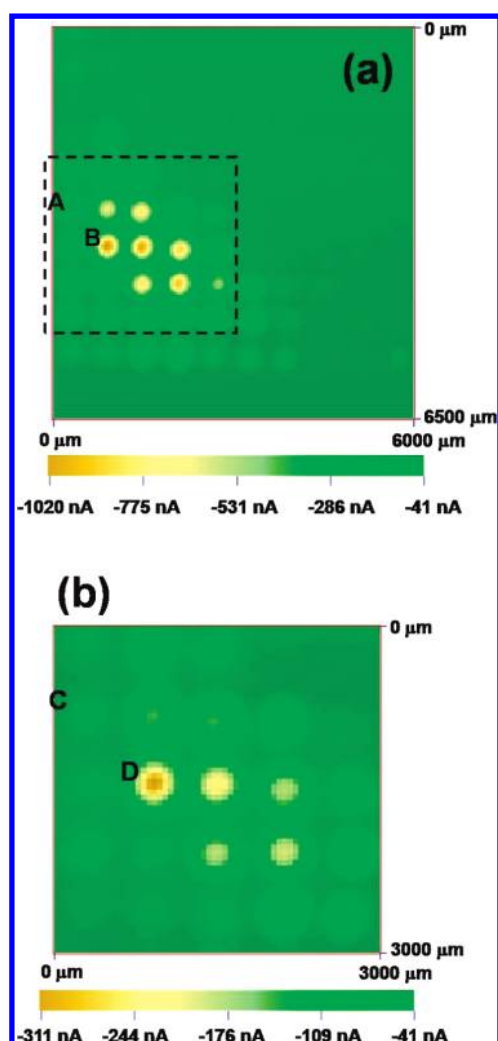 0 μm
(a)
A
B
6500 μm
0 μm 6000 μm
-1020 nA -775 nA -531 nA -286 nA -41 nA
(b)
0 μm
C
D
3000 μm
0 μm 3000 μm
-311 nA -244 nA -176 nA -109 nA -41 nA